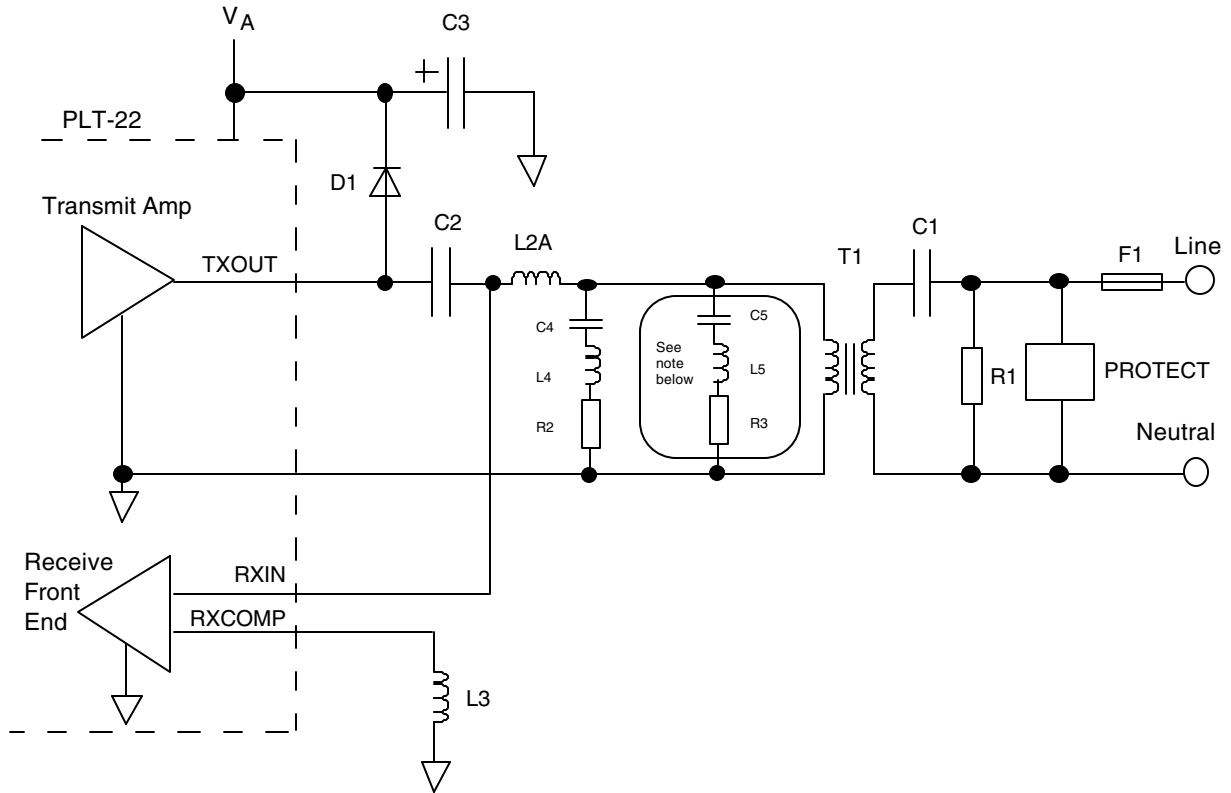 VA
C3
+
PLT-22
D1
Transmit Amp
TXOUT
C2
L2A
T1
C1
F1
Line
C4
L4
R2
See
note
below
C5
L5
R3
R1
PROTECT
Neutral
Receive
Front
End
RXIN
RXCOMP
L3